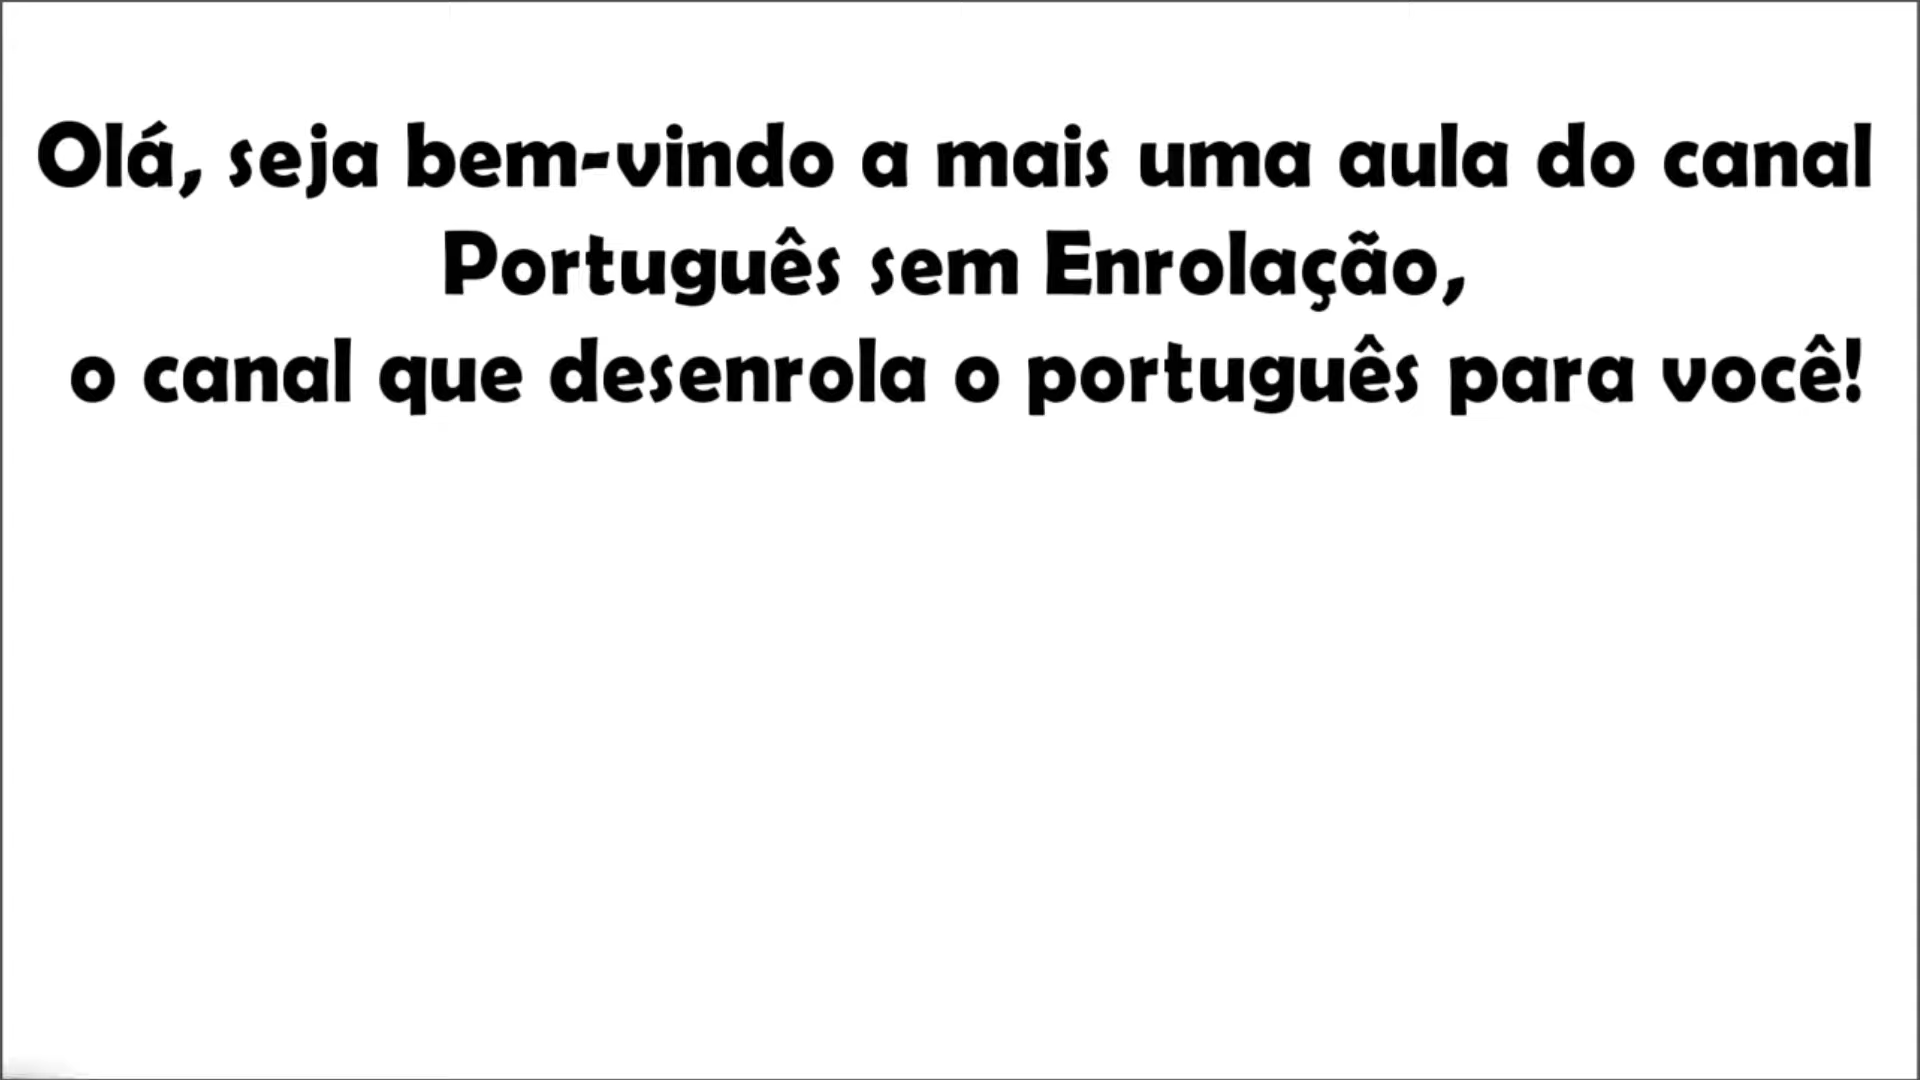 Olá, seja bem-vindo a mais uma aula do canal
Português sem Enrolação,
o canal que desenrola o português para você!